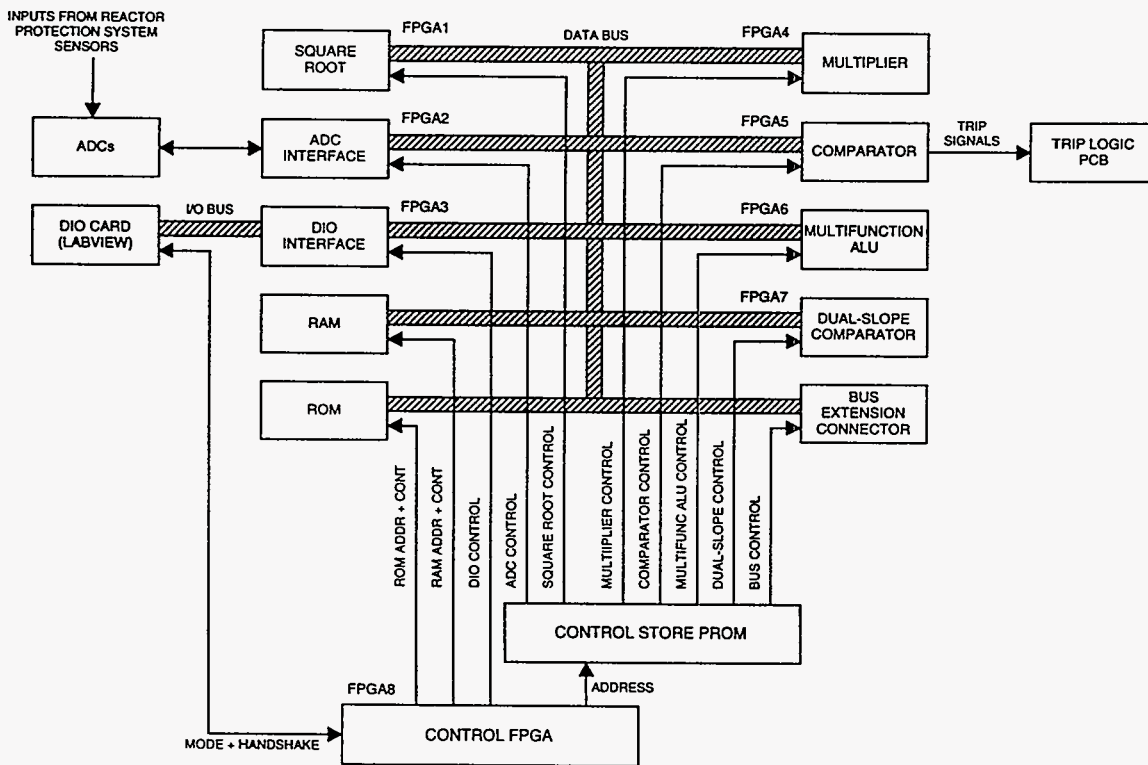 INPUTS FROM REACTOR
PROTECTION SYSTEM
SENSORS
FPGA1
DATA BUS
FPGA4
SQUARE
ROOT
MULTIPLIER
ADCs
FPGA2
ADC
INTERFACE
FPGA5
COMPARATOR
TRIP
SIGNALS
TRIP LOGIC
PCB
DIO CARD
(LABVIEW)
I/O BUS
FPGA3
DIO
INTERFACE
FPGA6
MULTIFUNCTION
ALU
RAM
FPGA7
DUAL-SLOPE
COMPARATOR
ROM
BUS
EXTENSION
CONNECTOR
ROM ADDR + CONT
RAM ADDR + CONT
DIO CONTROL
ADC CONTROL
SQUARE ROOT CONTROL
MULTIIPLIER CONTROL
COMPARATOR CONTROL
MULTIFUNC ALU CONTROL
DUAL-SLOPE CONTROL
BUS CONTROL
CONTROL STORE PROM
ADDRESS
FPGA8
CONTROL FPGA
MODE + HANDSHAKE